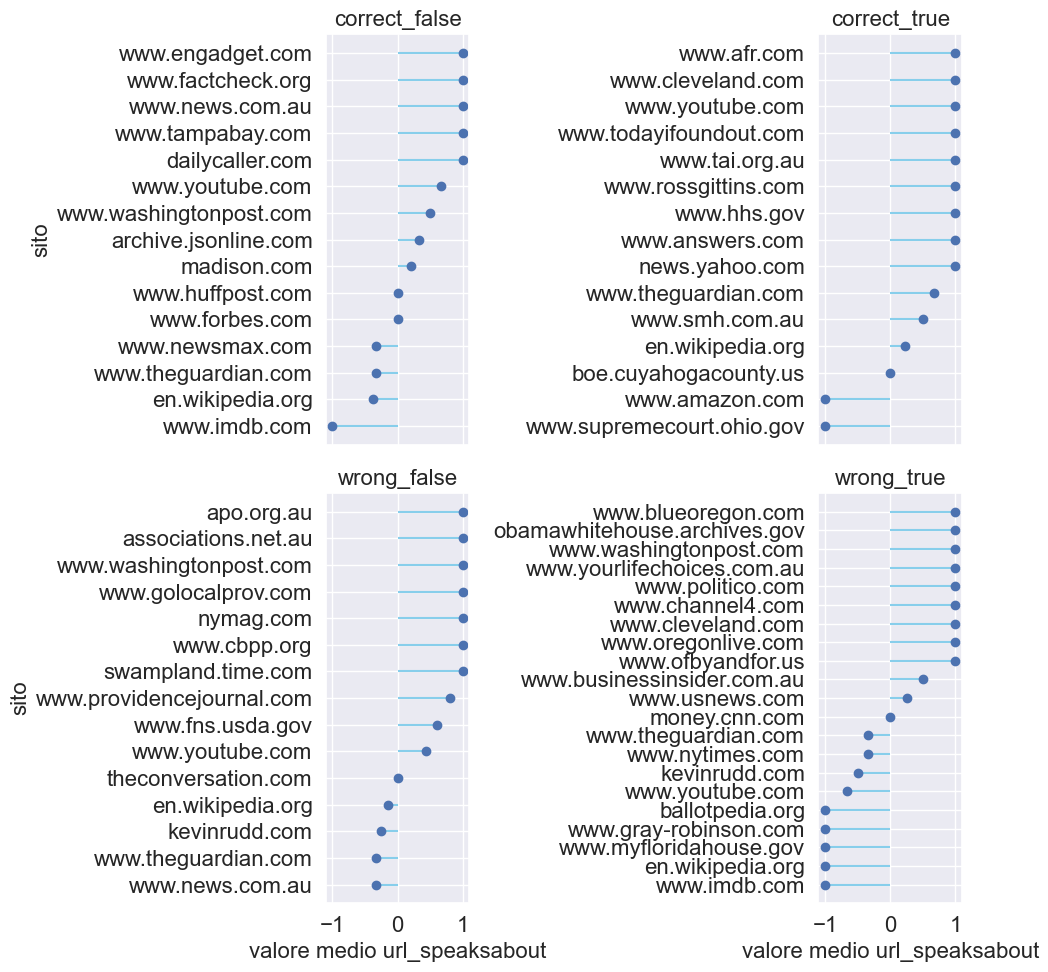 correct_false
www.engadget.com
www.factcheck.org
www.news.com.au
www.tampabay.com
dailycaller.com
www.youtube.com
www.washingtonpost.com
archive.jsonline.com
madison.com
www.huffpost.com
www.forbes.com
www.newsmax.com
www.theguardian.com
en.wikipedia.org
www.imdb.com
sito
correct_true
www.afr.com
www.cleveland.com
www.youtube.com
www.todayifoundout.com
www.tai.org.au
www.rossgittins.com
www.hhs.gov
www.answers.com
news.yahoo.com
www.theguardian.com
www.smh.com.au
en.wikipedia.org
boe.cuyahogacounty.us
www.amazon.com
www.supremecourt.ohio.gov
wrong_false
apo.org.au
associations.net.au
www.washingtonpost.com
www.golocalprov.com
nymag.com
www.cbpp.org
swampland.time.com
www.providencejournal.com
www.fns.usda.gov
www.youtube.com
theconversation.com
en.wikipedia.org
kevinrudd.com
www.theguardian.com
www.news.com.au
sito
−1 0 1
valore medio url_speaksabout
wrong_true
www.blueoregon.com
obamawhitehouse.archives.gov
www.washingtonpost.com
www.yourlifechoices.com.au
www.politico.com
www.channel4.com
www.cleveland.com
www.oregonlive.com
www.ofbyandfor.us
www.businessinsider.com.au
www.usnews.com
money.cnn.com
www.theguardian.com
www.nytimes.com
kevinrudd.com
www.youtube.com
ballotpedia.org
www.gray-robinson.com
www.myfloridahouse.gov
en.wikipedia.org
www.imdb.com
−1 0 1
valore medio url_speaksabout